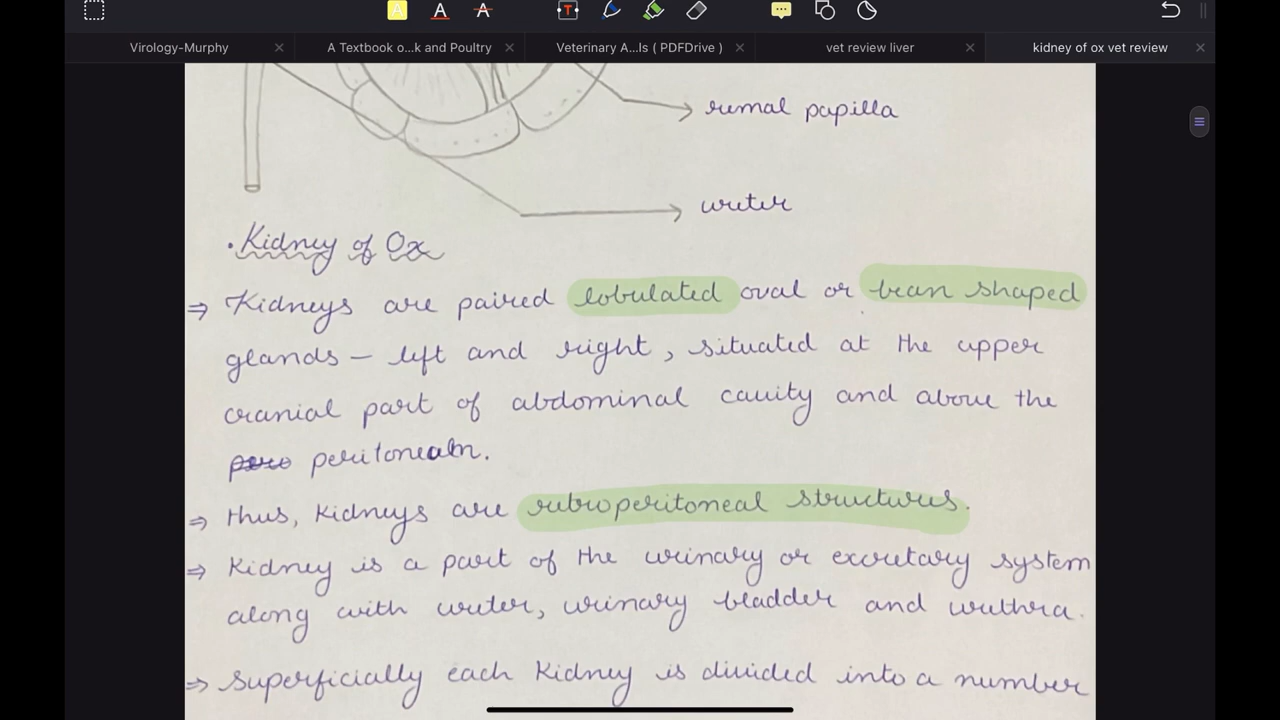 A A A T
Virology-Murphy × A Textbook o...k and Poultry × Veterinary A...ls ( PDFDrive ) × vet review liver × kidney of ox vet review ×
renal papilla
ureter
• Kidney of Ox
⇒ Kidneys are paired lobulated oval or bean shaped
glands – left and right, situated at the upper
cranial part of abdominal cavity and above the
peritoneum.
⇒ thus, Kidneys are retroperitoneal structures.
⇒ Kidney is a part of the urinary or excretary system
along with ureter, urinary bladder and urethra.
⇒ Superficially each Kidney is divided into a number